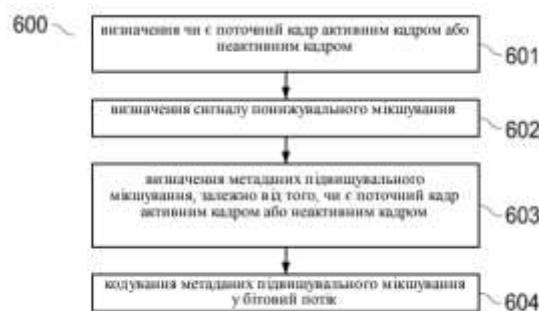 600
визначення чи є поточний кадр активним кадром або
неактивним кадром
601
визначення сигналу понижувального мікшування
602
визначення метаданих підвищувального
мікшування, залежно від того, чи є поточний кадр
активним кадром або неактивним кадром
603
кодування метаданих підвищувального мікшування
у бітовий потік
604